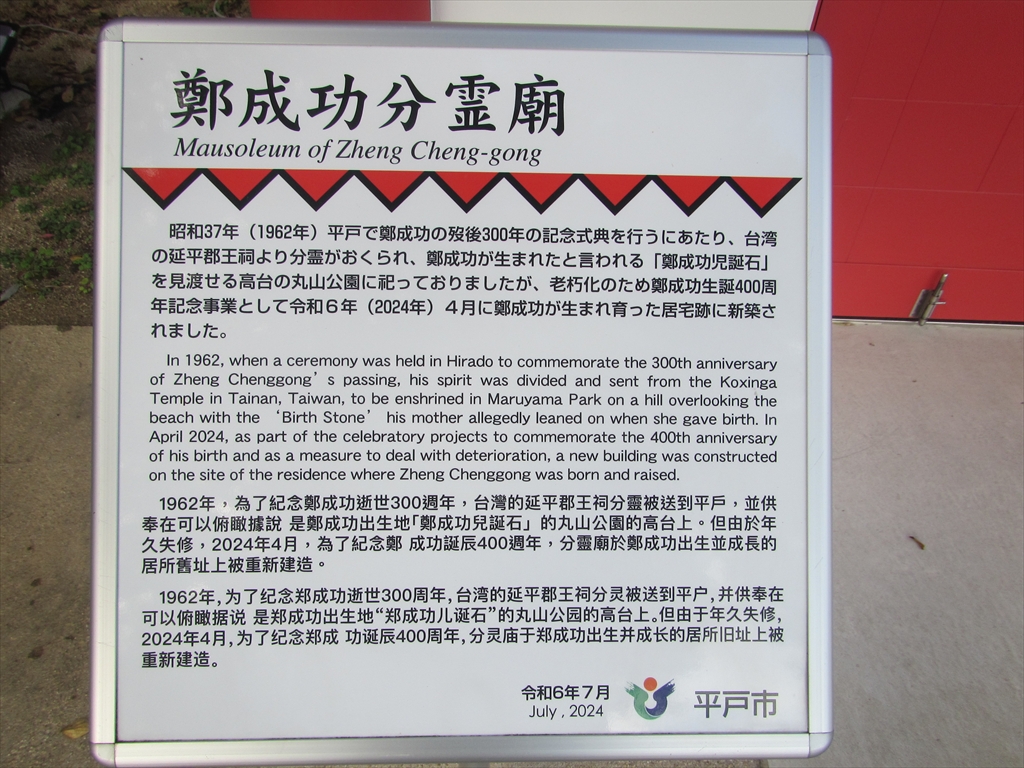 鄭成功分霊廟
Mausoleum of Zheng Cheng-gong
昭和37年（1962年）平戸で鄭成功の歿後300年の記念式典を行うにあたり、台湾
の延平郡王祠より分霊がおくられ、鄭成功が生まれたと言われる「鄭成功児誕石」
を見渡せる高台の丸山公園に祀っておりましたが、老朽化のため鄭成功生誕400周
年記念事業として令和６年（2024年）４月に鄭成功が生まれ育った居宅跡に新築さ
れました。
In 1962, when a ceremony was held in Hirado to commemorate the 300th anniversary
of Zheng Chenggong’s passing, his spirit was divided and sent from the Koxinga
Temple in Tainan, Taiwan, to be enshrined in Maruyama Park on a hill overlooking the
beach with the ‘Birth Stone’ his mother allegedly leaned on when she gave birth. In
April 2024, as part of the celebratory projects to commemorate the 400th anniversary
of his birth and as a measure to deal with deterioration, a new building was constructed
on the site of the residence where Zheng Chenggong was born and raised.
1962年，為了紀念鄭成功逝世300週年，台灣的延平郡王祠分靈被送到平戶，並供
奉在可以俯瞰據說 是鄭成功出生地「鄭成功兒誕石」的丸山公園的高台上。但由於年
久失修，2024年4月，為了紀念鄭 成功誕辰400週年，分靈廟於鄭成功出生並成長的
居所舊址上被重新建造。
1962年,为了纪念郑成功逝世300周年,台湾的延平郡王祠分灵被送到平户,并供奉在
可以俯瞰据说 是郑成功出生地“郑成功儿诞石”的丸山公园的高台上。但由于年久失修,
2024年4月,为了纪念郑成 功诞辰400周年,分灵庙于郑成功出生并成长的居所旧址上被
重新建造。
令和6年７月
July , 2024
平戸市